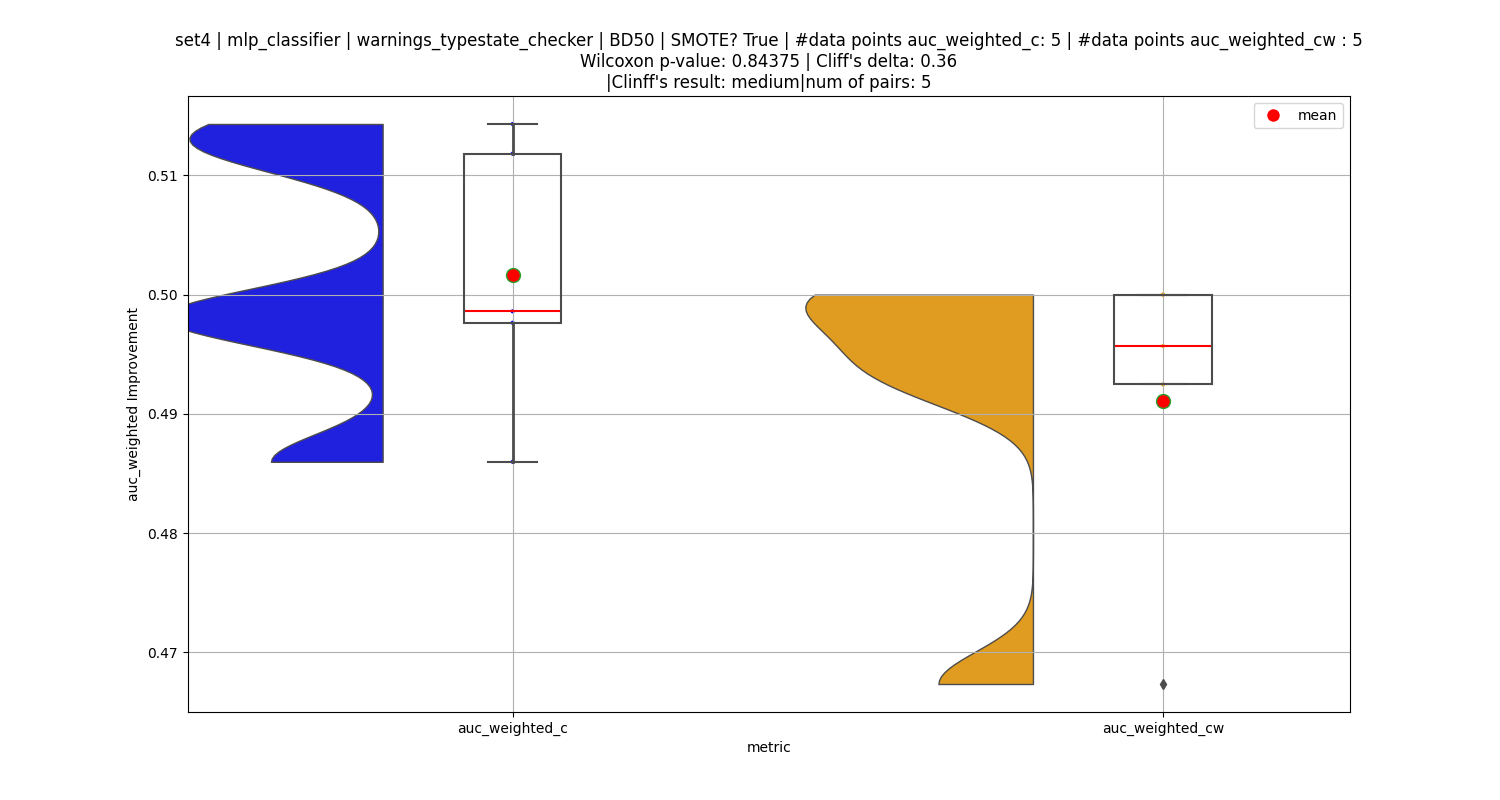 set4 | mlp_classifier | warnings_typestate_checker | BD50 | SMOTE? True | #data points auc_weighted_c: 5 | #data points auc_weighted_cw : 5
Wilcoxon p-value: 0.84375 | Cliff's delta: 0.36
|Clinff's result: medium|num of pairs: 5
mean
0.51
0.50
0.49
0.48
0.47
auc_weighted Improvement
auc_weighted_c
auc_weighted_cw
metric